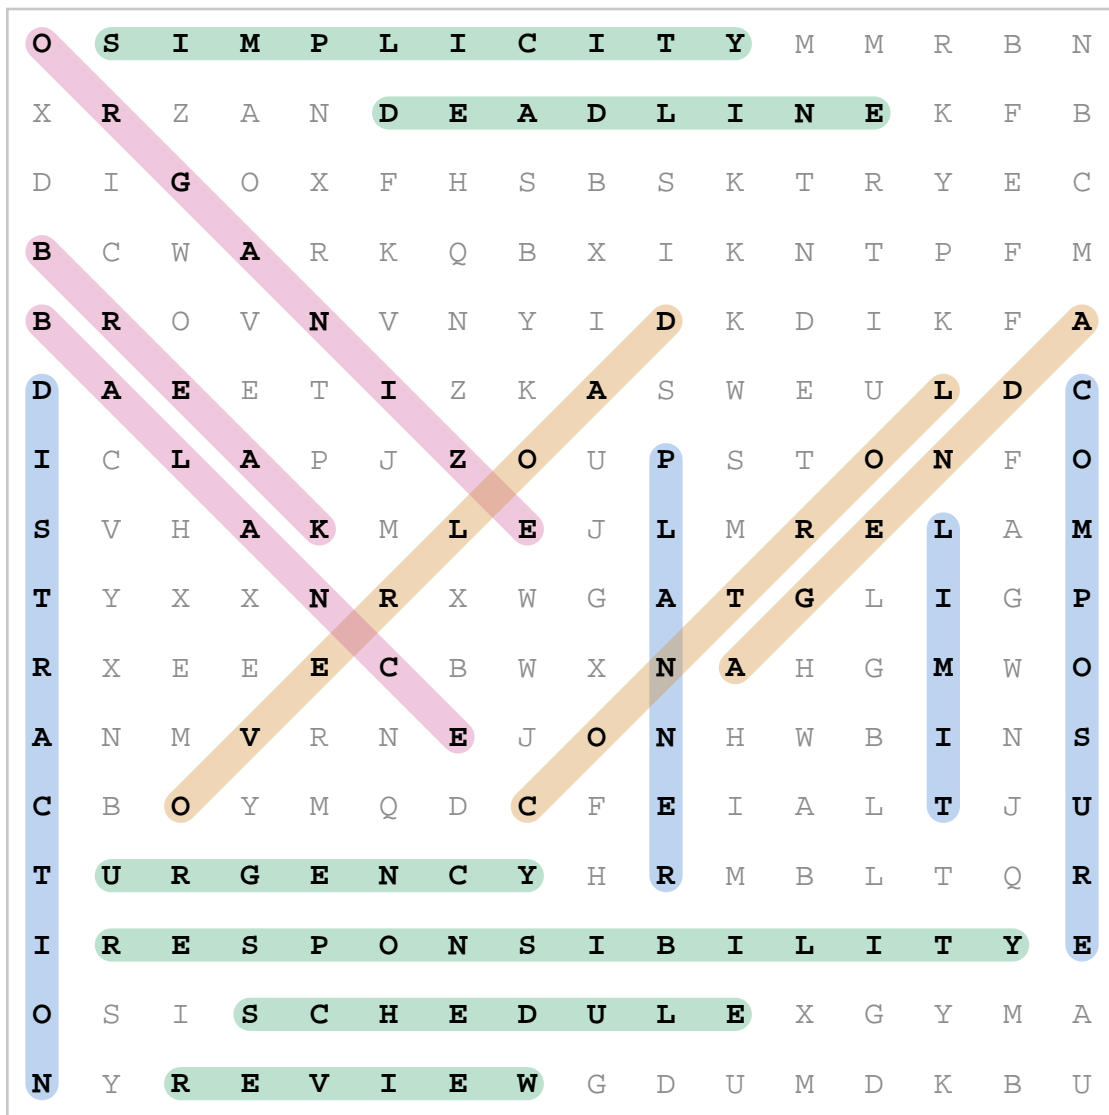 O S I M P L I C I T Y M M R B N
X R Z A N D E A D L I N E K F B
D I G O X F H S B S K T R Y E C
B C W A R K Q B X I K N T P F M
B R O V N V N Y I D K D I K F A
D A E E T I Z K A S W E U L D C
I C L A P J Z O U P S T O N F O
S V H A K M L E J L M R E L A M
T Y X X N R X W G A T G L I G P
R X E E E C B W X N A H G M W O
A N M V R N E J O N H W B I N S
C B O Y M Q D C F E I A L T J U
T U R G E N C Y H R M B L T Q R
I R E S P O N S I B I L I T Y E
O S I S C H E D U L E X G Y M A
N Y R E V I E W G D U M D K B U